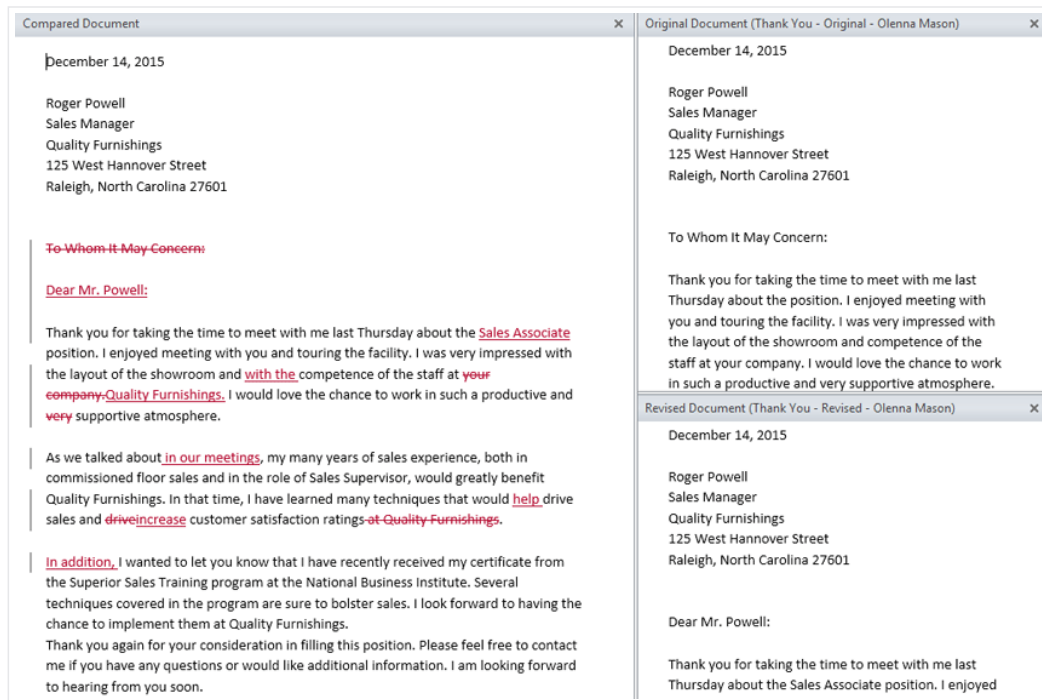 Compared Document
December 14, 2015
Roger Powell
Sales Manager
Quality Furnishings
125 West Hannover Street
Raleigh, North Carolina 27601
To Whom It May Concern:
Dear Mr. Powell:
Thank you for taking the time to meet with me last Thursday about the Sales Associate
position. I enjoyed meeting with you and touring the facility. I was very impressed with
the layout of the showroom and with the competence of the staff at your
company.Quality Furnishings. I would love the chance to work in such a productive and
very supportive atmosphere.
As we talked about in our meetings, my many years of sales experience, both in
commissioned floor sales and in the role of Sales Supervisor, would greatly benefit
Quality Furnishings. In that time, I have learned many techniques that would help drive
sales and driveincrease customer satisfaction ratings at Quality Furnishings.
In addition, I wanted to let you know that I have recently received my certificate from
the Superior Sales Training program at the National Business Institute. Several
techniques covered in the program are sure to bolster sales. I look forward to having the
chance to implement them at Quality Furnishings.
Thank you again for your consideration in filling this position. Please feel free to contact
me if you have any questions or would like additional information. I am looking forward
to hearing from you soon.
Original Document (Thank You - Original - Olenna Mason)
December 14, 2015
Roger Powell
Sales Manager
Quality Furnishings
125 West Hannover Street
Raleigh, North Carolina 27601
To Whom It May Concern:
Thank you for taking the time to meet with me last
Thursday about the position. I enjoyed meeting with
you and touring the facility. I was very impressed with
the layout of the showroom and competence of the
staff at your company. I would love the chance to work
in such a productive and very supportive atmosphere.
Revised Document (Thank You - Revised - Olenna Mason)
December 14, 2015
Roger Powell
Sales Manager
Quality Furnishings
125 West Hannover Street
Raleigh, North Carolina 27601
Dear Mr. Powell:
Thank you for taking the time to meet with me last
Thursday about the Sales Associate position. I enjoyed